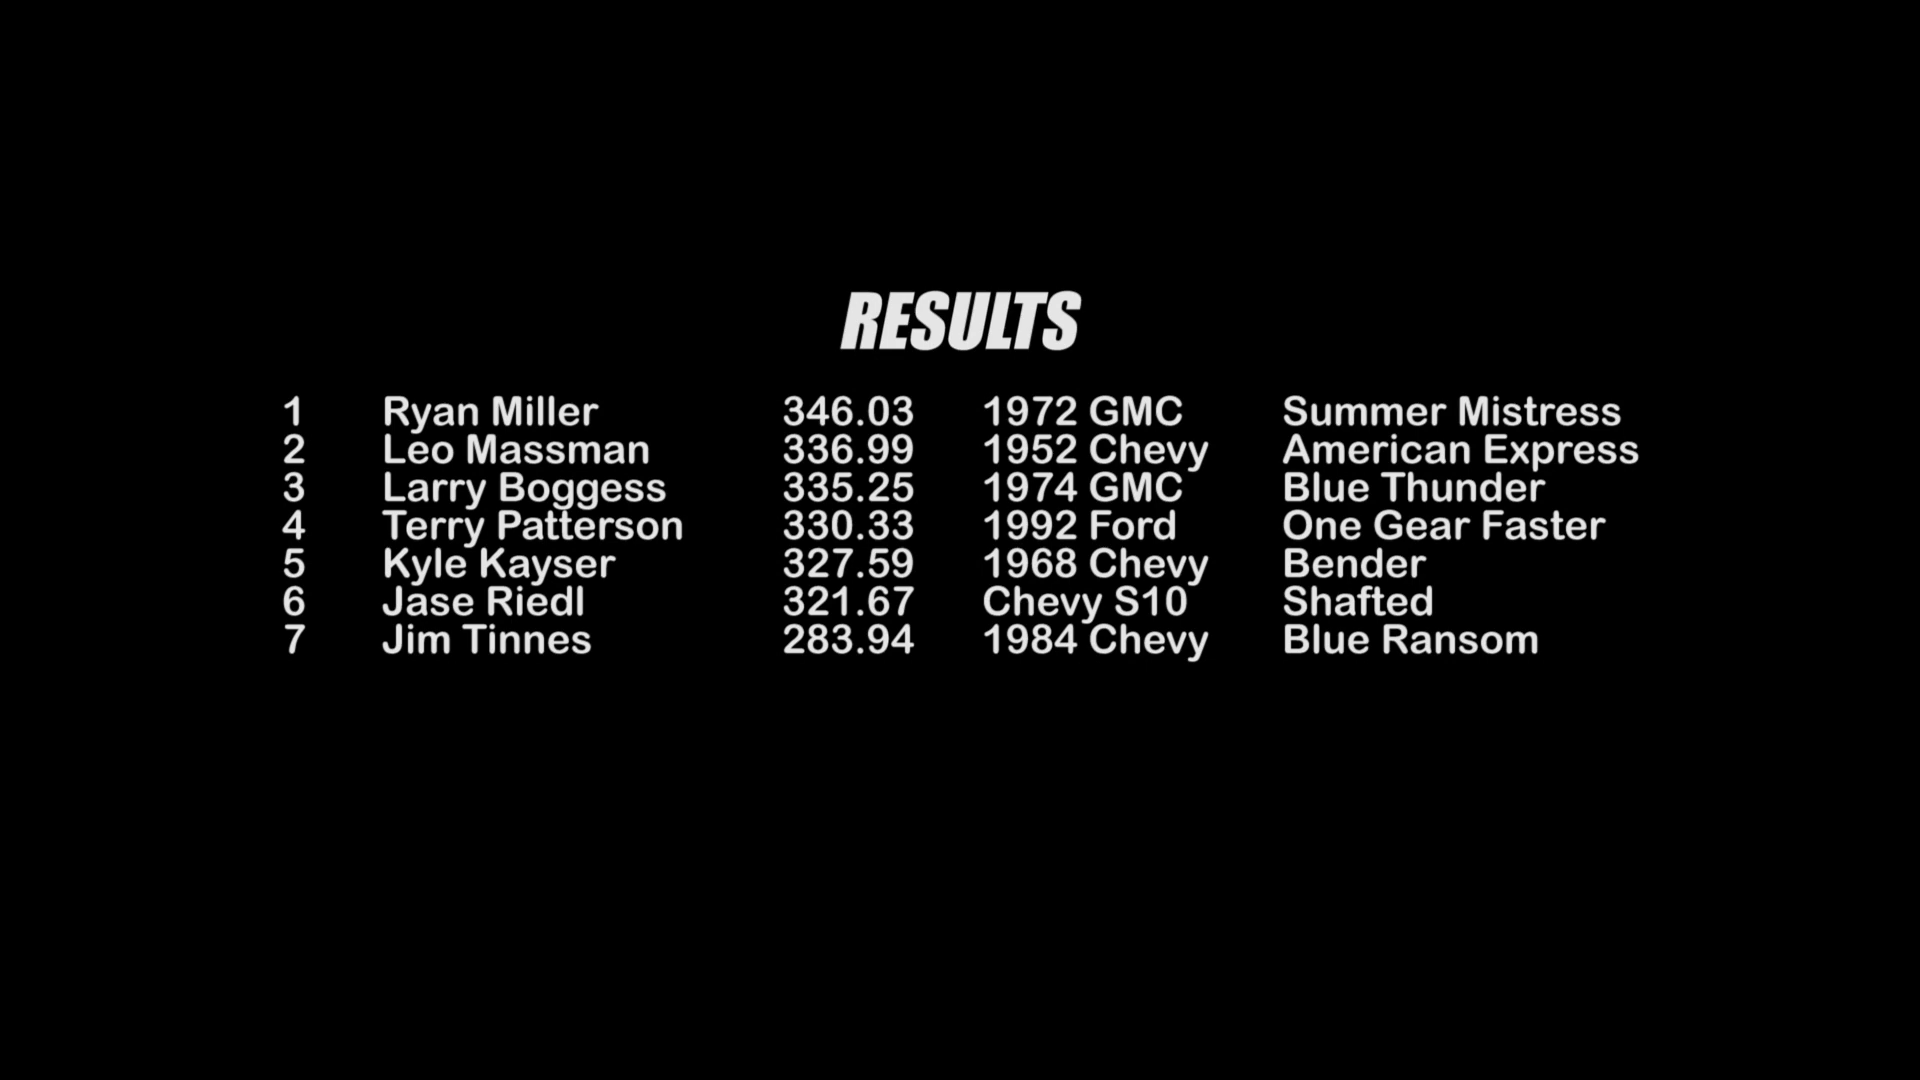 RESULTS
1 Ryan Miller 346.03 1972 GMC Summer Mistress
2 Leo Massman 336.99 1952 Chevy American Express
3 Larry Boggess 335.25 1974 GMC Blue Thunder
4 Terry Patterson 330.33 1992 Ford One Gear Faster
5 Kyle Kayser 327.59 1968 Chevy Bender
6 Jase Riedl 321.67 Chevy S10 Shafted
7 Jim Tinnes 283.94 1984 Chevy Blue Ransom